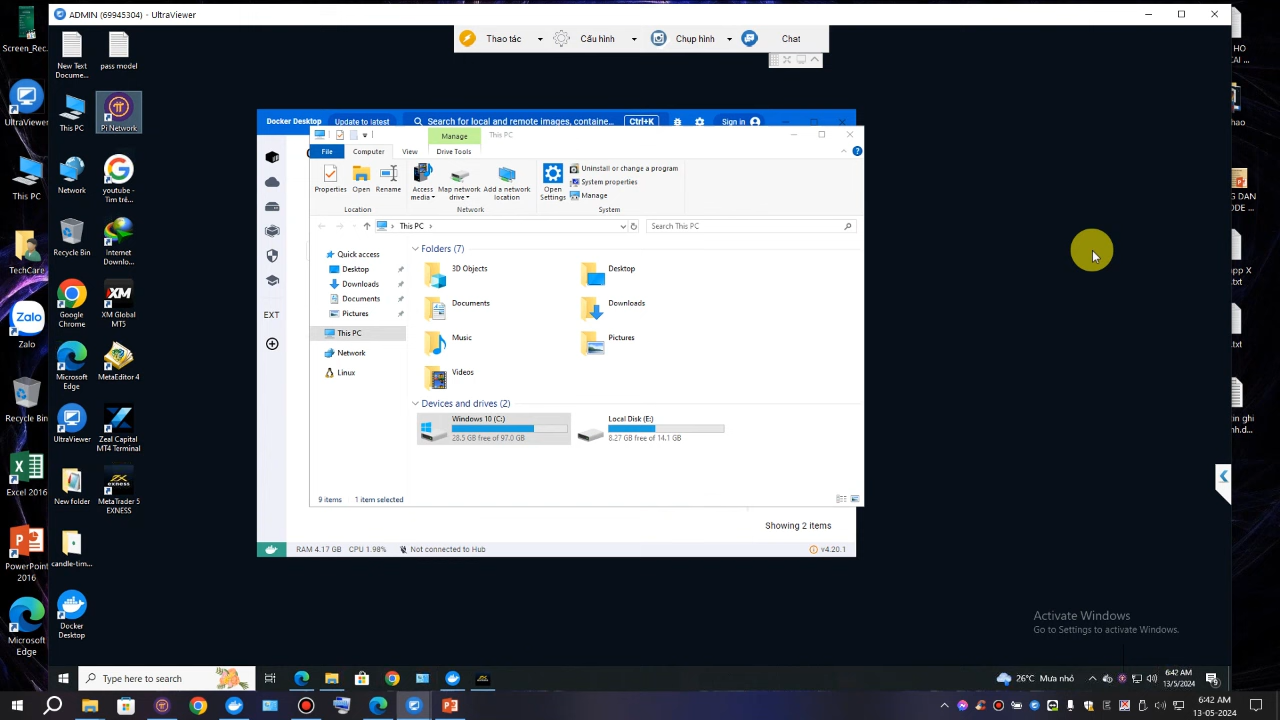 ADMIN (69945304) - UltraViewer
Thao tác
Cấu hình
Chụp hình
Chat
Screen_Rec...
New Text
Docume...
pass model
UltraViewer
This PC
Pi Network
This PC
Network
youtube -
Tìm trê...
TechCare...
Recycle Bin
Internet
Downlo...
Zalo
Google
Chrome
XM Global
MT5
Microsoft
Edge
MetaEditor 4
Recycle Bin
UltraViewer
Zeal Capital
MT4 Terminal
Excel 2016
New folder
MetaTrader 5
EXNESS
PowerPoint
2016
candle-tim...
Microsoft
Edge
Docker
Desktop
Docker Desktop
Update to latest
Search for local and remote images, containe...
Ctrl+K
Sign in
EXT
Manage
This PC
File
Computer
View
Drive Tools
Properties
Open
Rename
Access
media
Map network
drive
Add a network
location
Open
Settings
Uninstall or change a program
System properties
Manage
Location
Network
System
This PC
Search This PC
Quick access
Desktop
Downloads
Documents
Pictures
This PC
Network
Linux
Folders (7)
3D Objects
Desktop
Documents
Downloads
Music
Pictures
Videos
Devices and drives (2)
Windows 10 (C:)
28.5 GB free of 97.0 GB
Local Disk (E:)
8.27 GB free of 14.1 GB
9 items
1 item selected
Showing 2 items
RAM 4.17 GB
CPU 1.98%
Not connected to Hub
v4.20.1
Activate Windows
Go to Settings to activate Windows.
Type here to search
26°C Mưa nhỏ
6:42 AM
13/5/2024
6:42 AM
13-05-2024